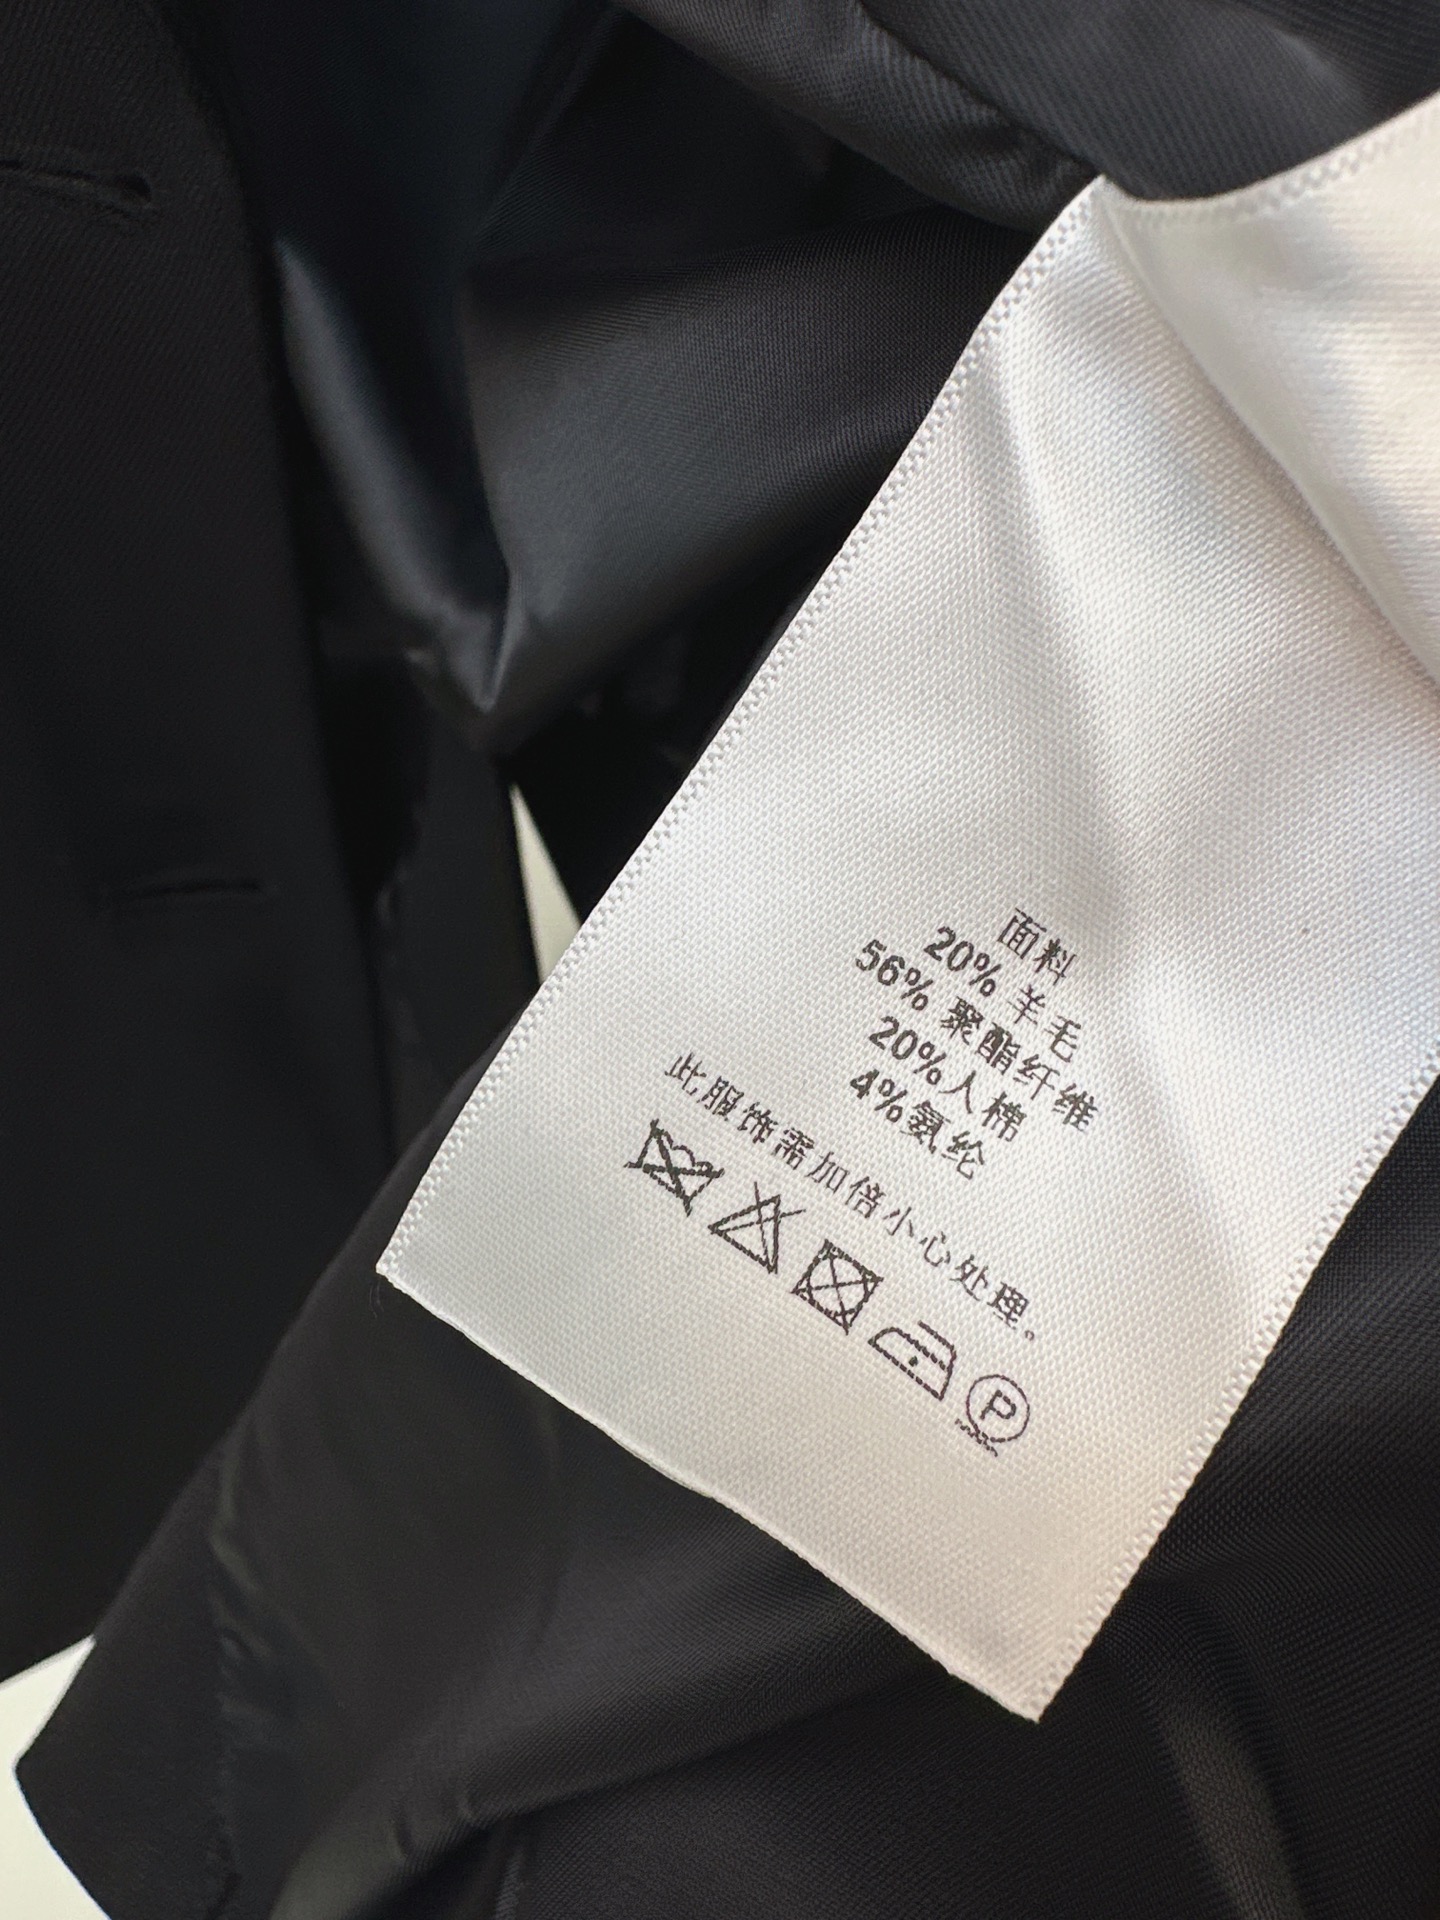 面料
20% 羊毛
56% 聚酯纤维
20%人棉
4%氨纶
此服饰需加倍小心处理。
P